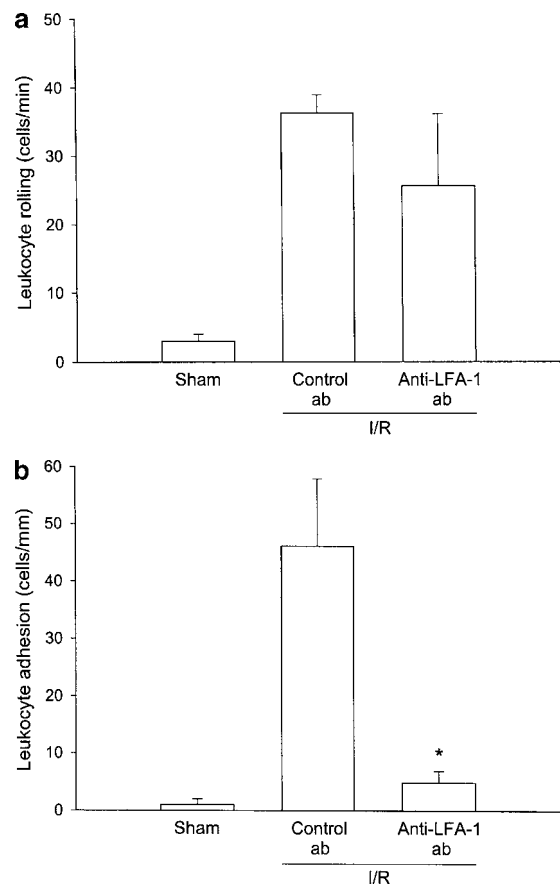 a
Leukocyte rolling (cells/min)
50
40
30
20
10
0
Sham
Control ab
Anti-LFA-1 ab
I/R
b
Leukocyte adhesion (cells/mm)
60
50
40
30
20
10
0
*
Sham
Control ab
Anti-LFA-1 ab
I/R